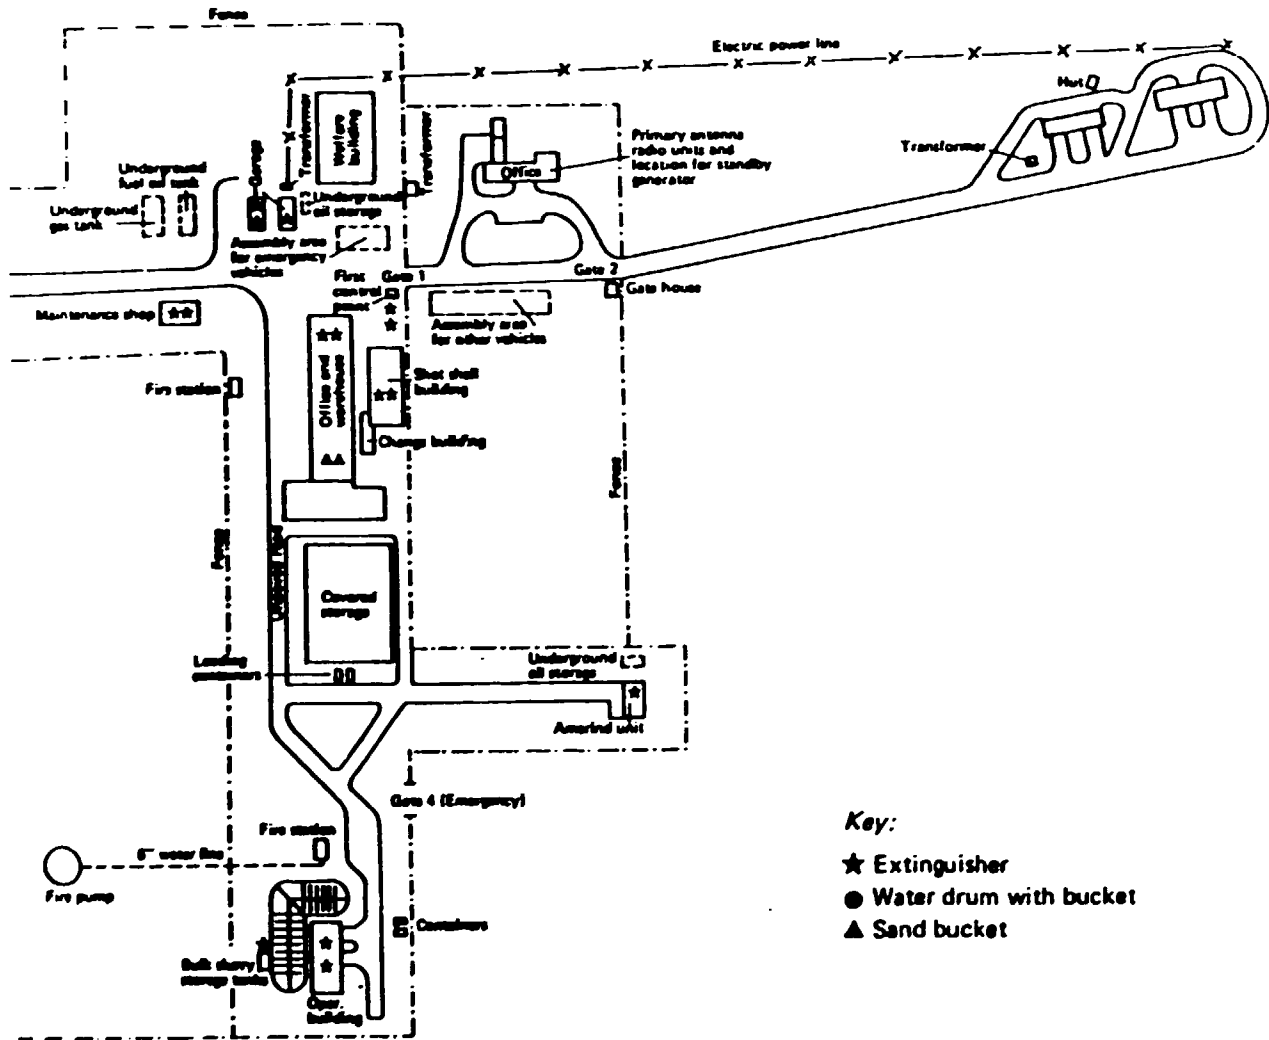 Fence
Electric power line
Hut
Transformer
Primary antenna
radio units and
location for standby
generator
Office
Transformer
Welfare
building
Transformer
Garage
Underground
fuel oil tank
Underground
gas tank
Underground
oil storage
Assembly area
for emergency
vehicles
First
control
point
Gate 1
Gate 2
Gate house
Assembly area
for other vehicles
Maintenance shop
Fire station
Office and
warehouse
Shot shell
building
Change building
Fence
Fence
Covered
storage
Loading
containers
Underground
oil storage
Amerind unit
Gate 4 (Emergency)
Fire station
6" water line
Fire pump
Containers
Bulk slurry
storage tanks
Oper.
building
Key:
Extinguisher
Water drum with bucket
Sand bucket